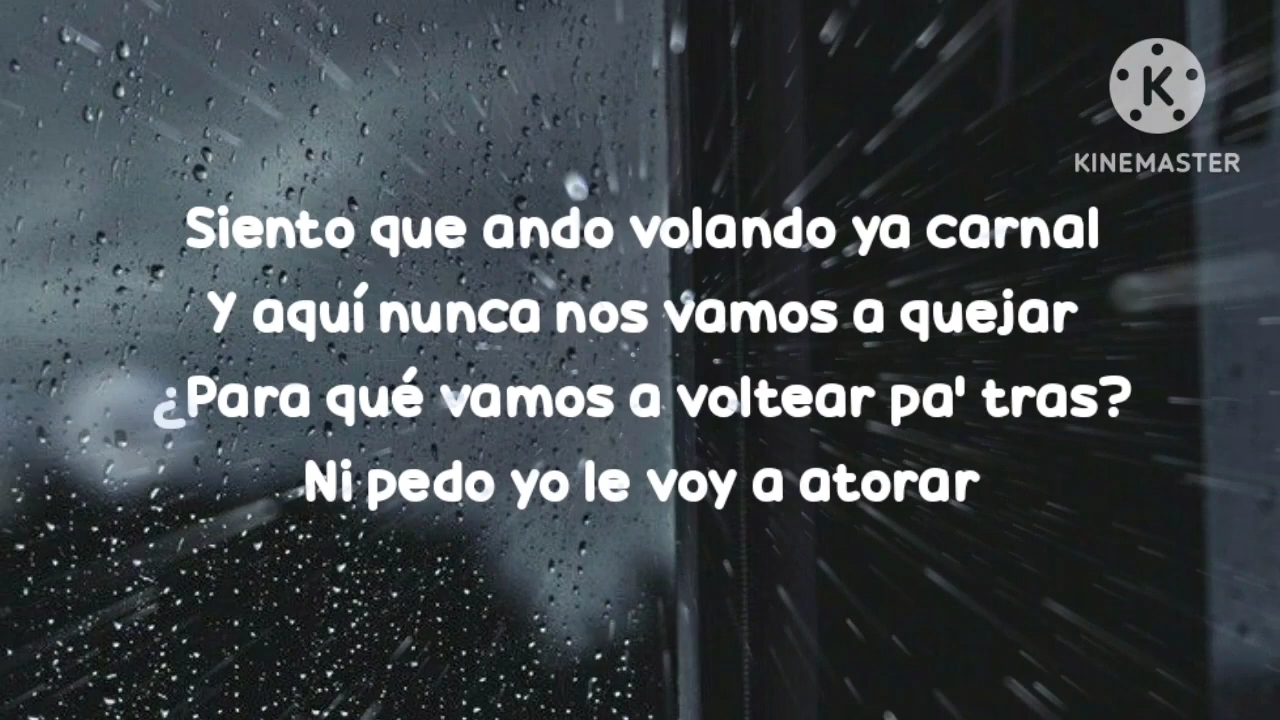 K
KINEMASTER
Siento que ando volando ya carnal
Y aquí nunca nos vamos a quejar
¿Para qué vamos a voltear pa' tras?
Ni pedo yo le voy a atorar